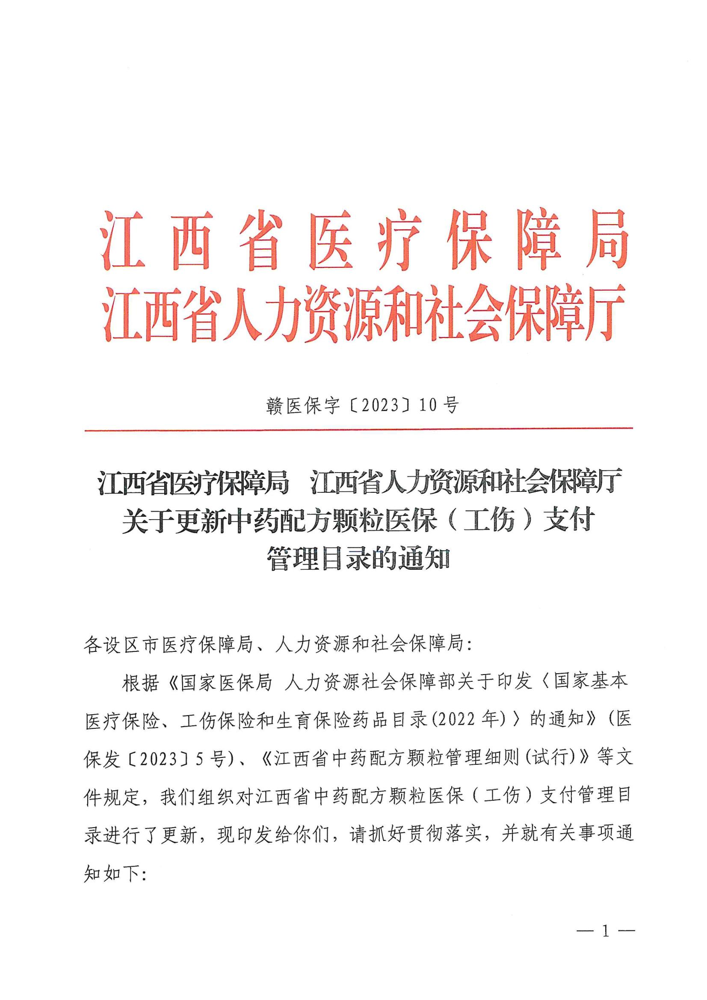 江西省医疗保障局
江西省人力资源和社会保障厅
赣医保字〔2023〕10号
江西省医疗保障局 江西省人力资源和社会保障厅
关于更新中药配方颗粒医保（工伤）支付
管理目录的通知
各设区市医疗保障局、人力资源和社会保障局：
根据《国家医保局 人力资源社会保障部关于印发〈国家基本
医疗保险、工伤保险和生育保险药品目录(2022年)〉的通知》(医
保发〔2023〕5号)、《江西省中药配方颗粒管理细则(试行)》等文
件规定，我们组织对江西省中药配方颗粒医保（工伤）支付管理目
录进行了更新，现印发给你们，请抓好贯彻落实，并就有关事项通
知如下：
— 1 —